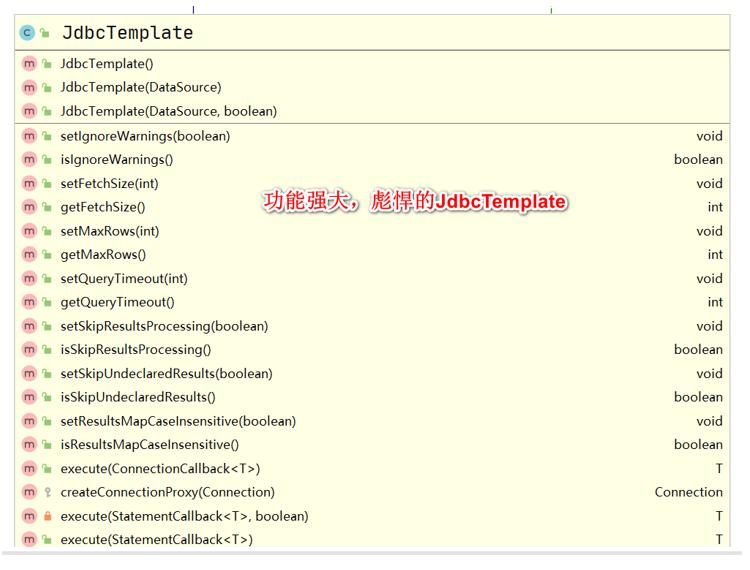 JdbcTemplate
JdbcTemplate()
JdbcTemplate(DataSource)
JdbcTemplate(DataSource, boolean)
setIgnoreWarnings(boolean) void
isIgnoreWarnings() boolean
setFetchSize(int) void
功能强大，彪悍的JdbcTemplate
getFetchSize() int
setMaxRows(int) void
getMaxRows() int
setQueryTimeout(int) void
getQueryTimeout() int
setSkipResultsProcessing(boolean) void
isSkipResultsProcessing() boolean
setSkipUndeclaredResults(boolean) void
isSkipUndeclaredResults() boolean
setResultsMapCaseInsensitive(boolean) void
isResultsMapCaseInsensitive() boolean
execute(ConnectionCallback<T>) T
createConnectionProxy(Connection) Connection
execute(StatementCallback<T>, boolean) T
execute(StatementCallback<T>) T